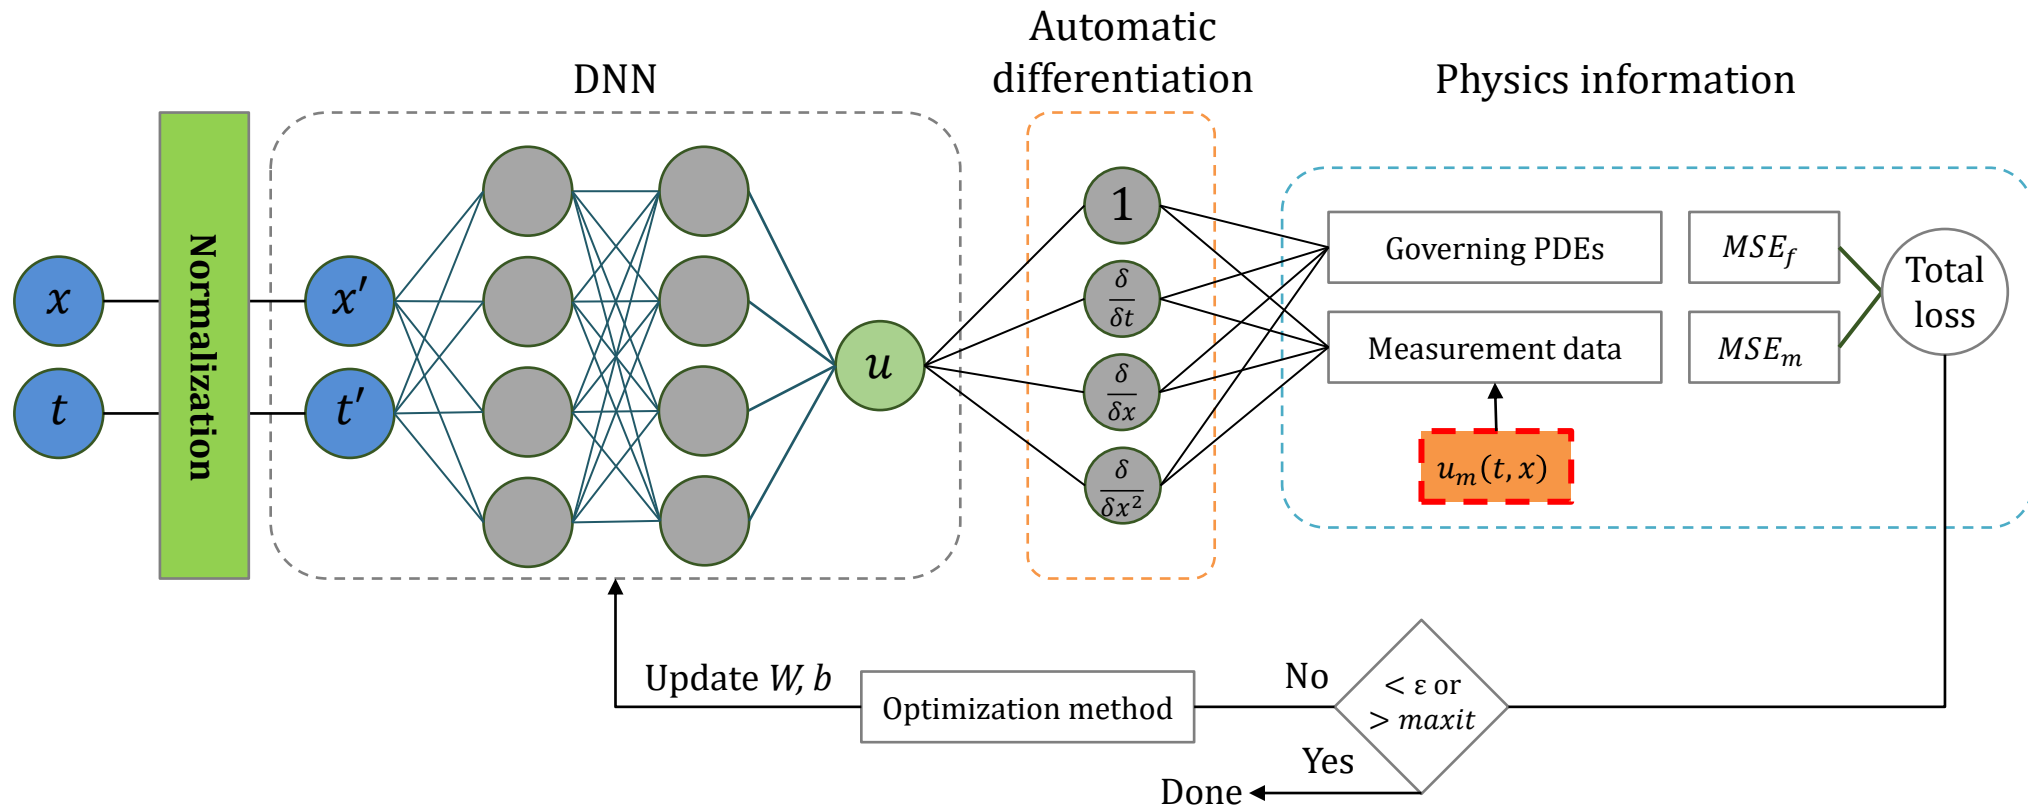 Automatic
differentiation
DNN
Physics information
Normalization
x
t
x′
t′
u
1
δ
δt
δ
δx
δ
δx²
Governing PDEs
MSE_f
Measurement data
MSE_m
Total
loss
u_m(t, x)
Update W, b
Optimization method
No
< ε or
> maxit
Yes
Done